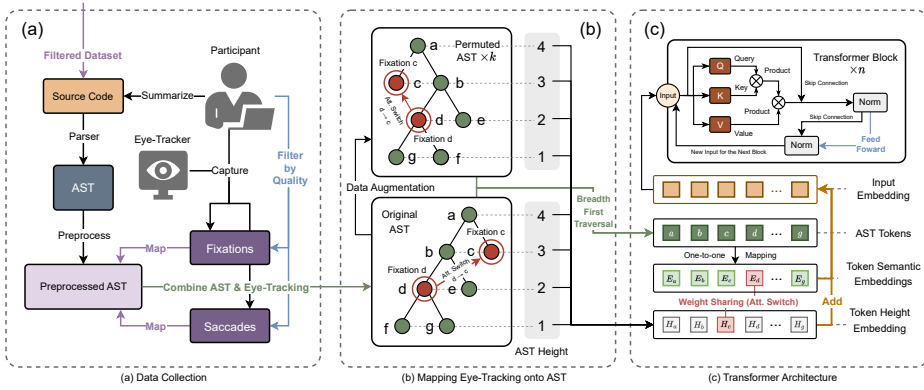 (a)
Filtered Dataset
Participant
Source Code
Summarize
Parser
Eye-Tracker
Filter
by
Quality
AST
Capture
Preprocess
Map
Fixations
Preprocessed AST
Combine AST & Eye-Tracking
Map
Saccades
(a) Data Collection
(b)
Permuted
AST ×k
a
Fixation c
c
b
Att. Switch
d → c
d
e
Fixation d
g
f
4
3
2
1
Data Augmentation
Breadth
First
Traversal
Original
AST
a
Fixation c
b
c
Fixation d
Att. Switch
d → c
d
e
f
g
4
3
2
1
AST Height
(b) Mapping Eye-Tracking onto AST
(c)
Transformer Block
×n
Q
Query
Product
Skip Connection
Input
K
Key
Product
Norm
V
Value
Skip Connection
Norm
Feed
Foward
New Input for the Next Block
...
Input
Embedding
a b c d ... g
AST Tokens
One-to-one Mapping
Ea Eb Ec Ed ... Eg
Token Semantic
Embeddings
Weight Sharing (Att. Switch)
Add
Ha Hb Hc Hd ... Hg
Token Height
Embedding
(c) Transformer Architecture